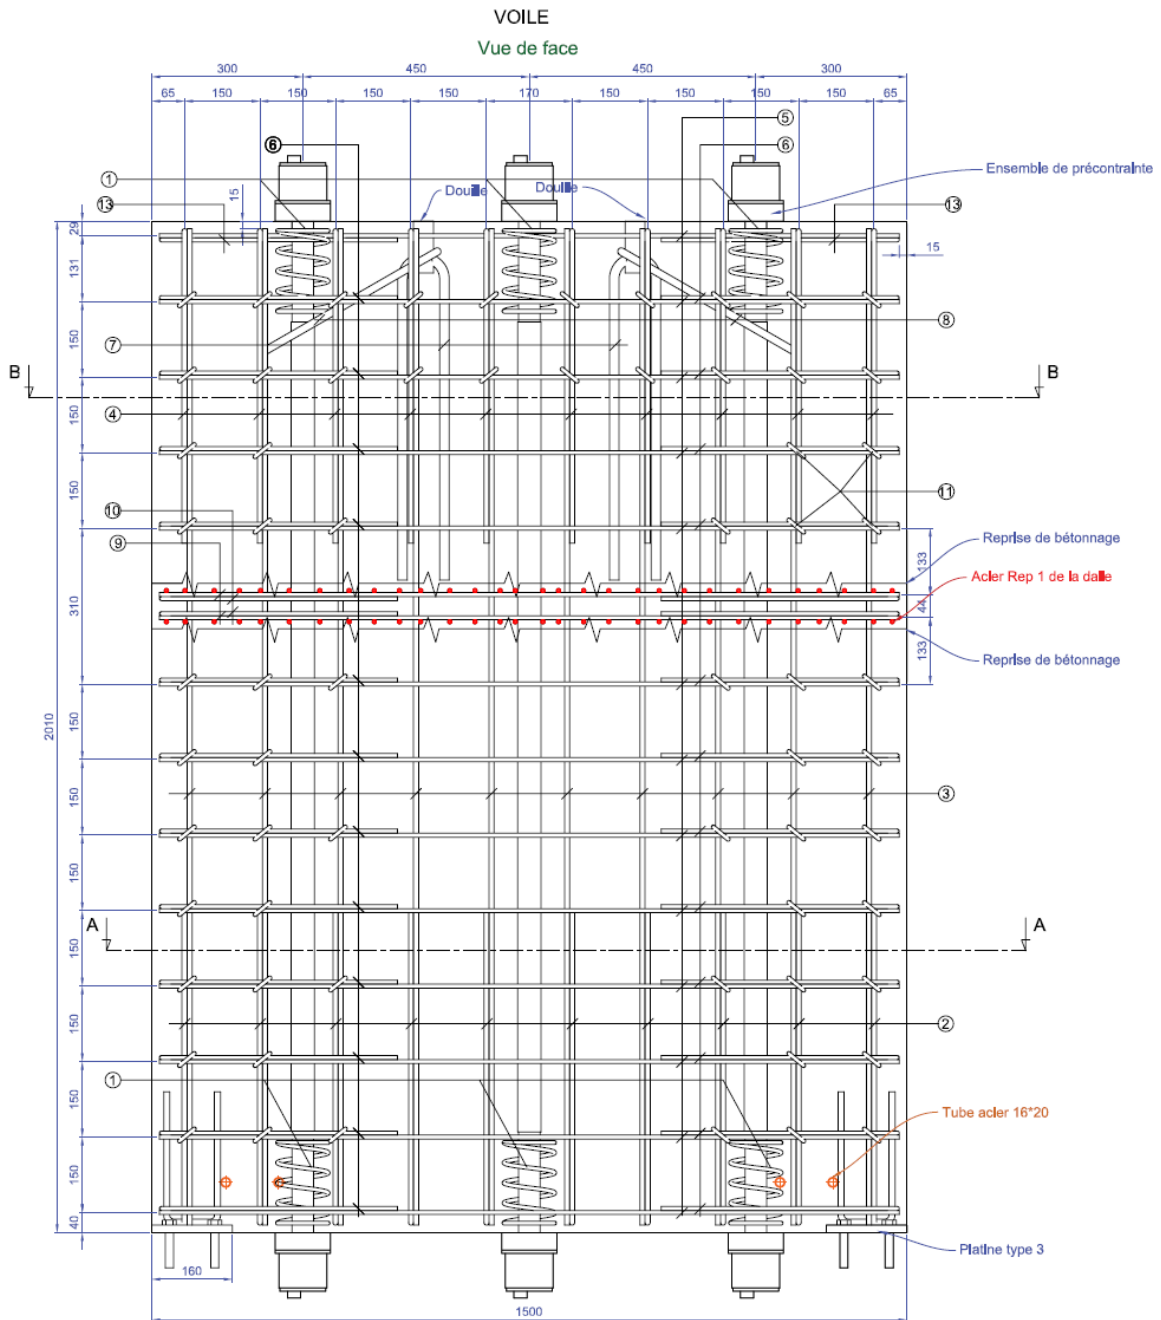 VOILE
Vue de face
300 450 450 300
65 150 150 150 150 170 150 150 150 150 65
5
6 6
Ensemble de précontrainte
1
Douille Douille
15
13 13
29
15
131
8
7
150
B B
4
150
150
11
10
Reprise de bétonnage
9
133
Acier Rep 1 de la dalle
310
44
133
Reprise de bétonnage
2010
150
150
3
150
A A
150
150
2
150
1
Tube acier 16*20
150
40
Platine type 3
160
1500